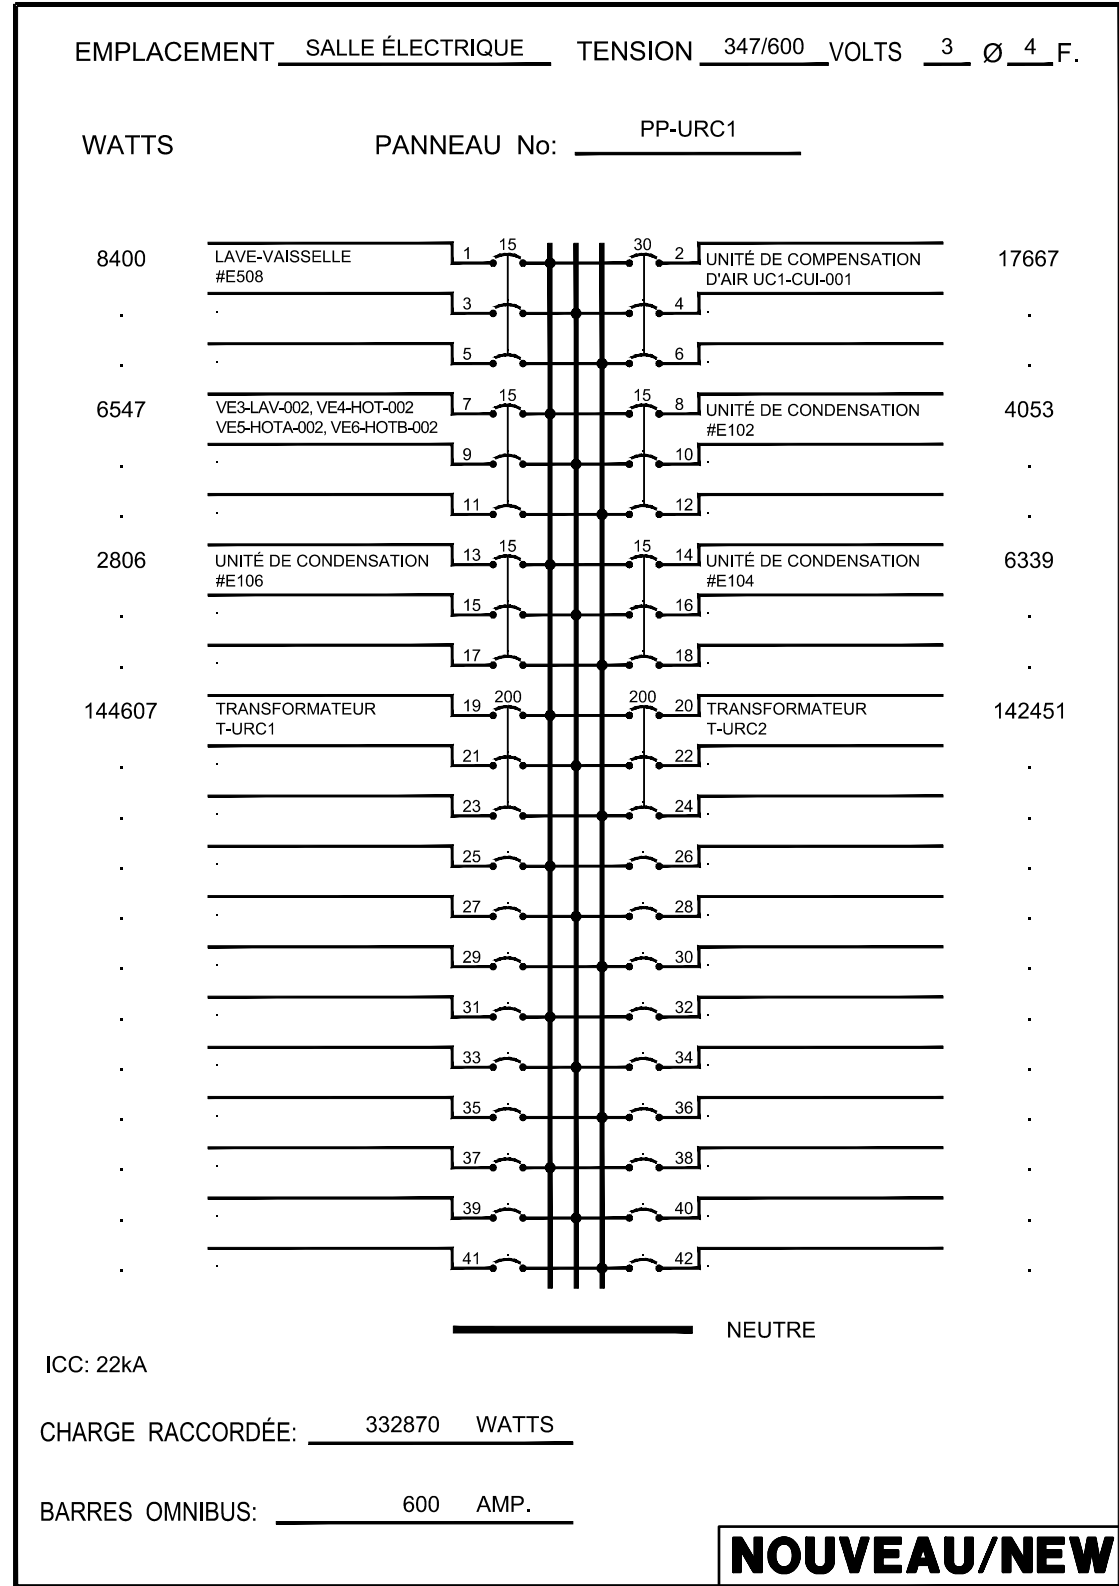 EMPLACEMENT SALLE ÉLECTRIQUE TENSION 347/600 VOLTS 3 Ø 4 F.
WATTS PANNEAU No: PP-URC1
8400 LAVE-VAISSELLE 1 15 30 2 UNITÉ DE COMPENSATION 17667
#E508 D'AIR UC1-CUI-001
3 4
5 6
6547 VE3-LAV-002, VE4-HOT-002 7 15 15 8 UNITÉ DE CONDENSATION 4053
VE5-HOTA-002, VE6-HOTB-002 #E102
9 10
11 12
2806 UNITÉ DE CONDENSATION 13 15 15 14 UNITÉ DE CONDENSATION 6339
#E106 #E104
15 16
17 18
144607 TRANSFORMATEUR 19 200 200 20 TRANSFORMATEUR 142451
T-URC1 T-URC2
21 22
23 24
25 26
27 28
29 30
31 32
33 34
35 36
37 38
39 40
41 42
NEUTRE
ICC: 22kA
CHARGE RACCORDÉE: 332870 WATTS
BARRES OMNIBUS: 600 AMP.
NOUVEAU/NEW